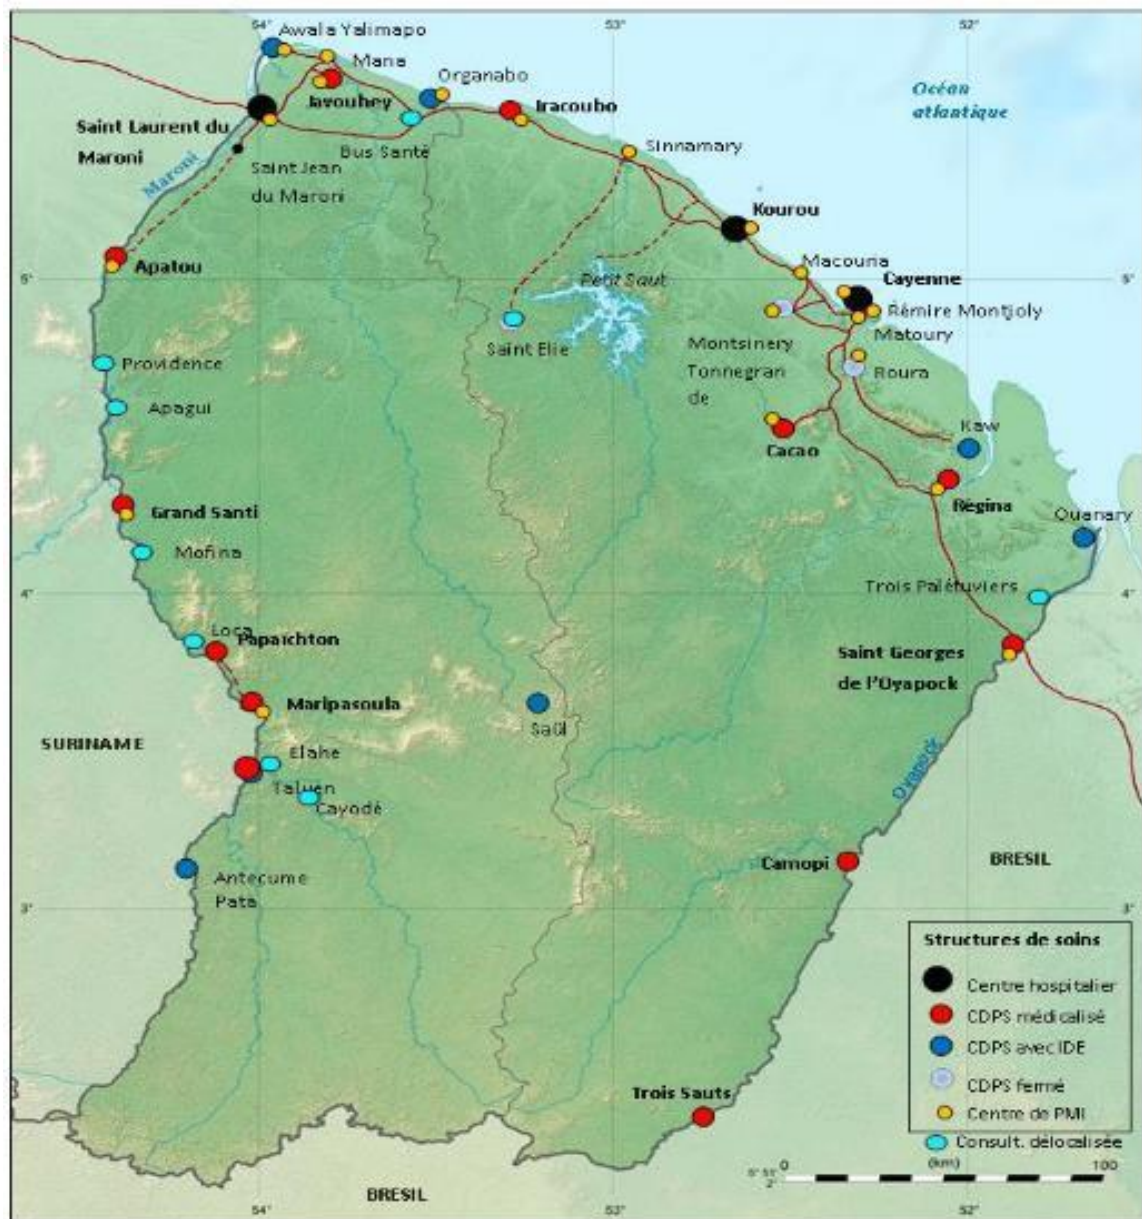 54°
53°
52°
Awala Yalimapo
Mana
Organabo
Océan
atlantique
Javouhey
Iracoubo
Saint Laurent du
Maroni
Bus Santé
Sinnamary
Maroni
Saint Jean
du Maroni
Kourou
Apatou
Macouria
5°
Petit Saut
Cayenne
5°
Rémire Montjoly
Saint Elie
Montsinery
Tonnegran
de
Matoury
Providence
Roura
Apagui
Kaw
Cacao
Grand Santi
Régina
Ouanary
Mofina
4°
Trois Palétuviers
Loca
Papaïchton
Saint Georges
de l'Oyapock
Maripasoula
SURINAME
Saül
Elahe
Taluen
Cayodé
Oyapock
Camopi
BRESIL
Antecume
Pata
3°
3°
Structures de soins
Centre hospitalier
CDPS médicalisé
CDPS avec IDE
CDPS fermé
Trois Sauts
Centre de PMI
Consult. délocalisée
0
(km)
100
BRESIL
54°
53°
52°